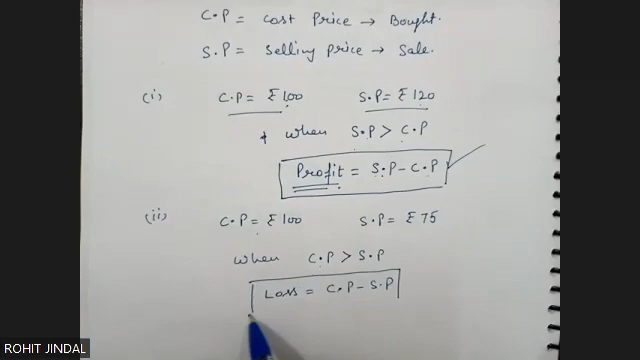 C.P = Cost Price → Bought.
S.P = Selling price → Sale.
(i) C.P = ₹100 S.P = ₹120
when S.P > C.P
Profit = S.P - C.P
(ii) C.P = ₹100 S.P = ₹75
when C.P > S.P
Loss = C.P - S.P
ROHIT JINDAL